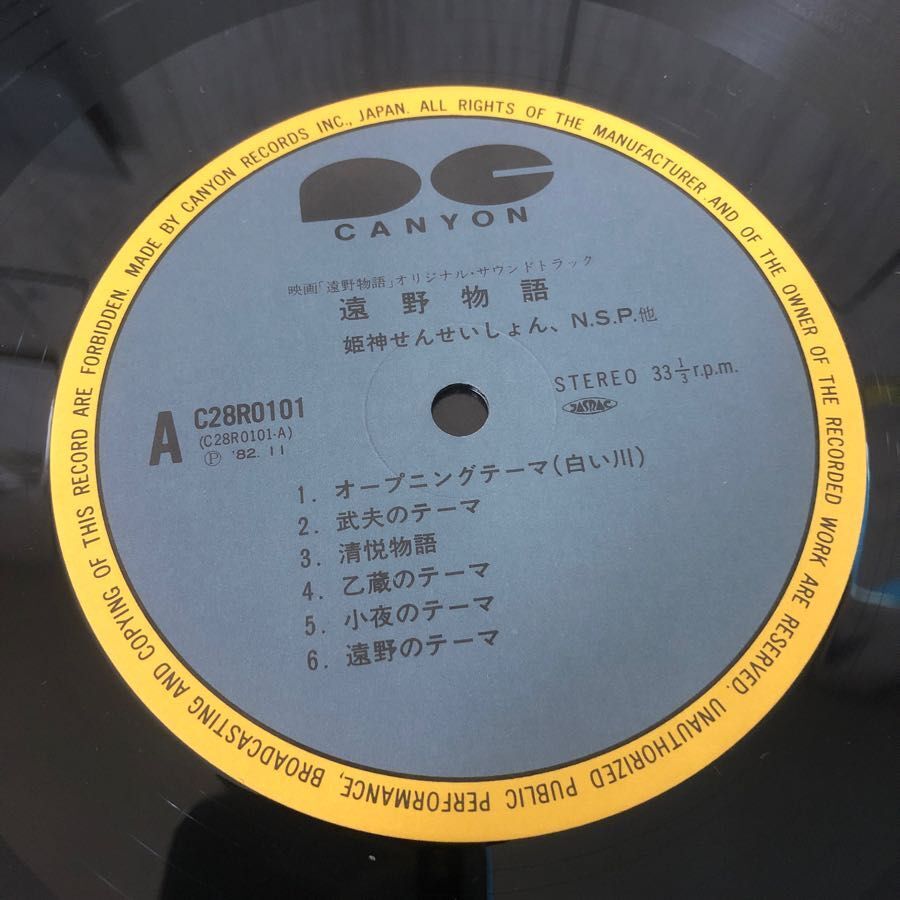 MADE BY CANYON RECORDS INC., JAPAN. ALL RIGHTS OF THE MANUFACTURER AND OF THE OWNER OF THE RECORDED WORK ARE RESERVED. UNAUTHORIZED PUBLIC PERFORMANCE, BROADCASTING AND COPYING OF THIS RECORD ARE FORBIDDEN.
CANYON
映画「遠野物語」オリジナル・サウンドトラック
遠野物語
姫神せんせいしょん、N.S.P.他
STEREO 33 1/3 r.p.m.
JASRAC
A C28R0101
(C28R0101-A)
Ⓟ '82. 11
1. オープニングテーマ(白い川)
2. 武夫のテーマ
3. 清悦物語
4. 乙蔵のテーマ
5. 小夜のテーマ
6. 遠野のテーマ